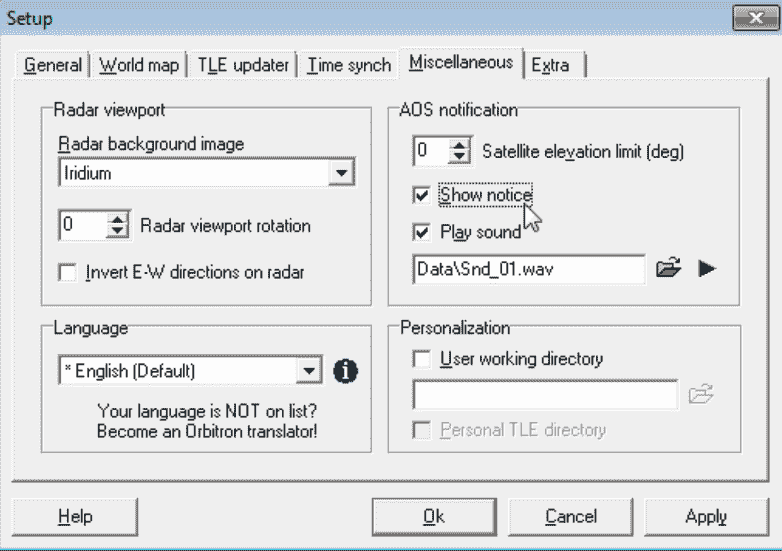 Setup
General World map TLE updater Time synch Miscellaneous Extra
Radar viewport
Radar background image
Iridium
0 Radar viewport rotation
Invert E-W directions on radar
AOS notification
0 Satellite elevation limit (deg)
Show notice
Play sound
Data\Snd_01.wav
Language
* English (Default)
Your language is NOT on list?
Become an Orbitron translator!
Personalization
User working directory
Personal TLE directory
Help Ok Cancel Apply